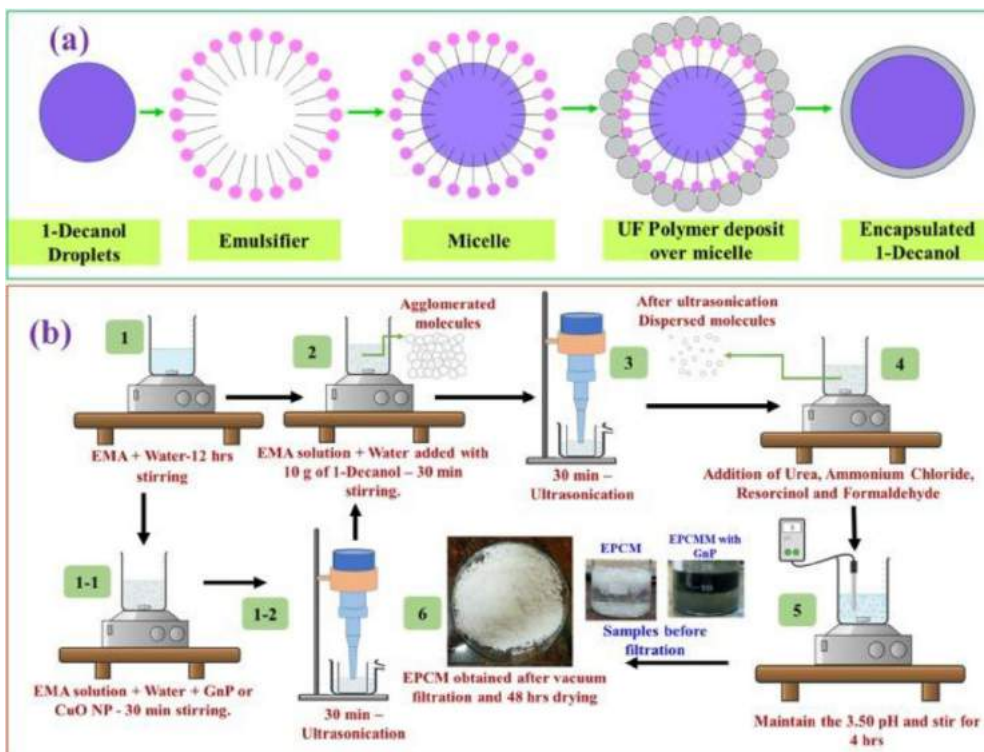 (a)
1-Decanol
Droplets
Emulsifier
Micelle
UF Polymer deposit
over micelle
Encapsulated
1-Decanol
(b)
1
EMA + Water-12 hrs
stirring
2
Agglomerated
molecules
EMA solution + Water added with
10 g of 1-Decanol – 30 min
stirring.
3
30 min –
Ultrasonication
After ultrasonication
Dispersed molecules
4
Addition of Urea, Ammonium Chloride,
Resorcinol and Formaldehyde
1-1
EMA solution + Water + GnP or
CuO NP - 30 min stirring.
1-2
30 min –
Ultrasonication
5
Maintain the 3.50 pH and stir for
4 hrs
EPCM
EPCMM with
GnP
Samples before
filtration
6
EPCM obtained after vacuum
filtration and 48 hrs drying